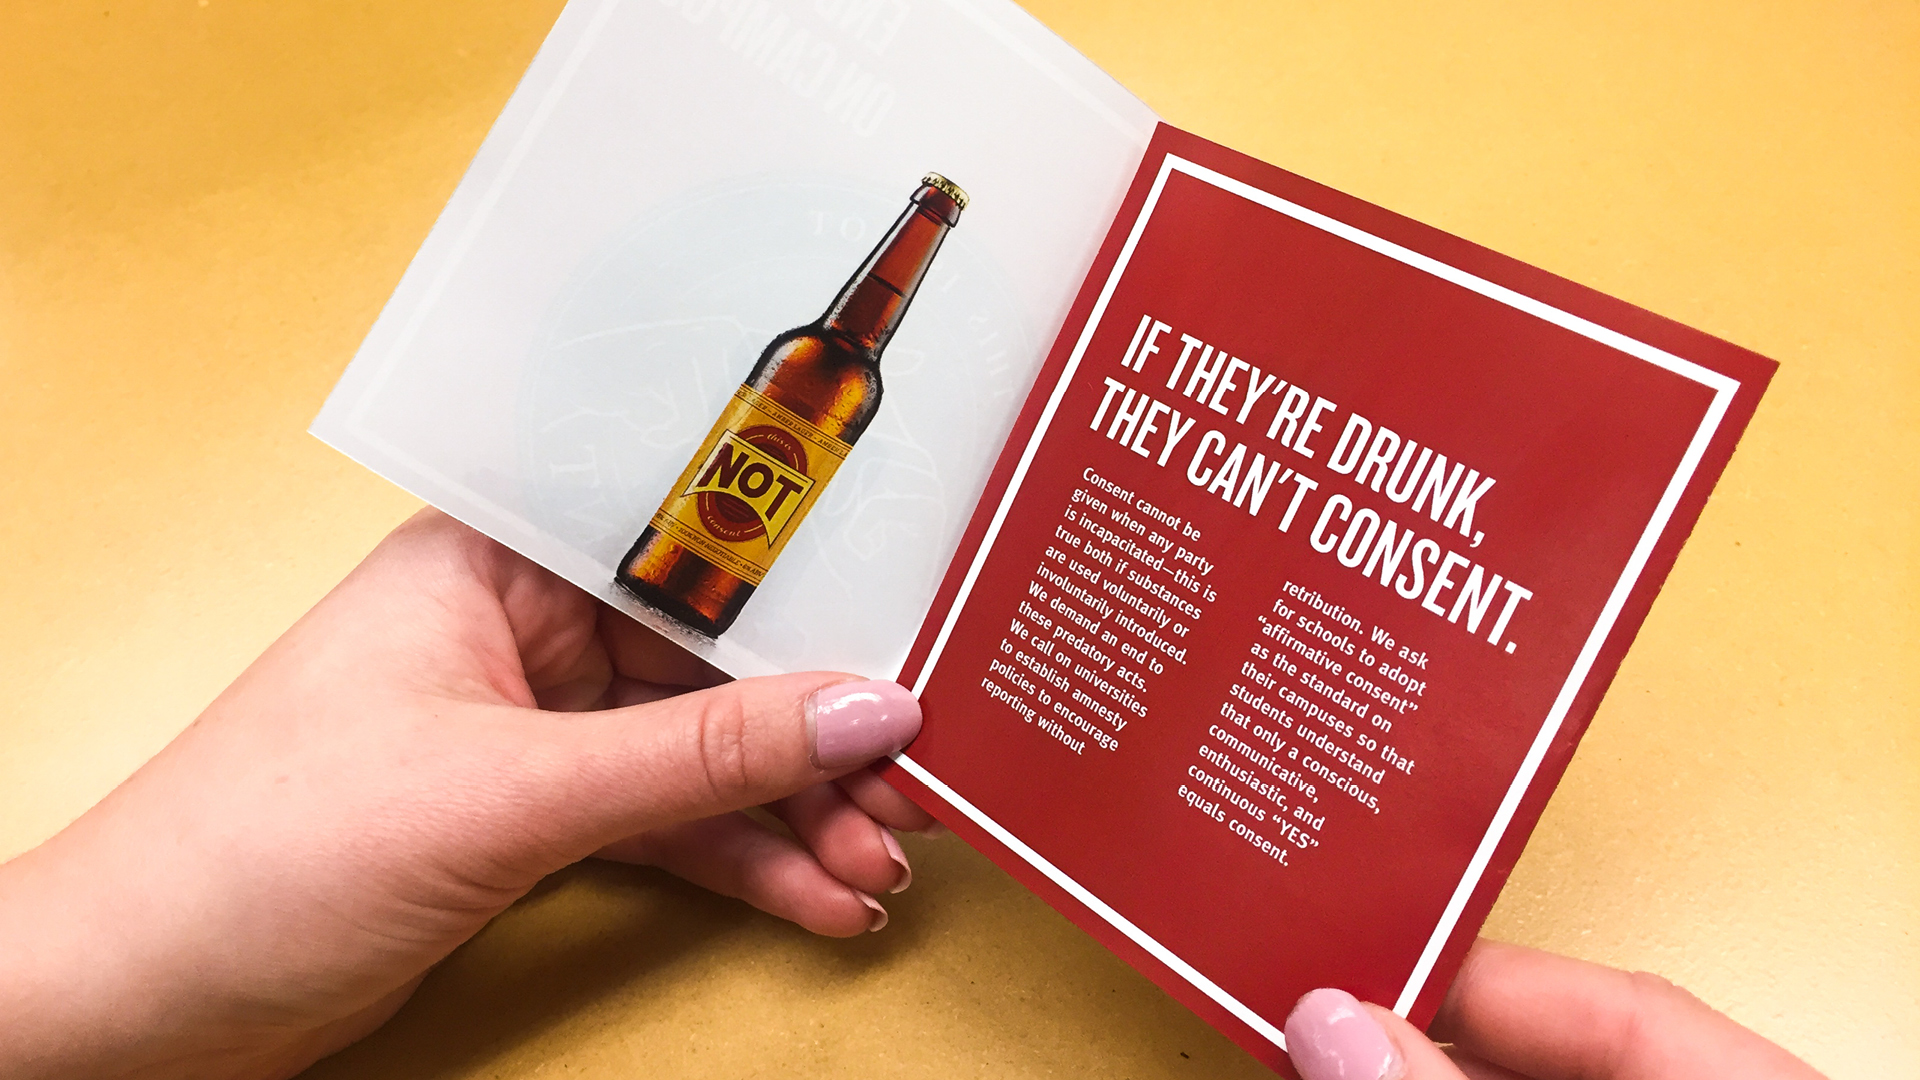 this is
NOT
consent
IF THEY'RE DRUNK,
THEY CAN'T CONSENT.
Consent cannot be
given when any party
is incapacitated—this is
true both if substances
are used voluntarily or
involuntarily introduced.
We demand an end to
these predatory acts.
We call on universities
to establish amnesty
policies to encourage
reporting without
retribution. We ask
for schools to adopt
“affirmative consent”
as the standard on
their campuses so that
students understand
that only a conscious,
communicative,
enthusiastic, and
continuous “YES”
equals consent.